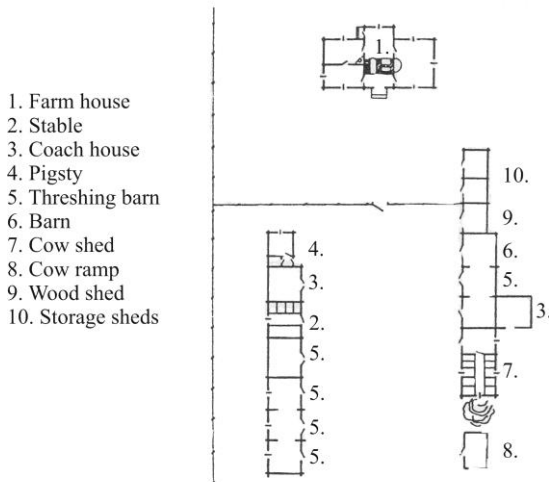 1. Farm house
2. Stable
3. Coach house
4. Pigsty
5. Threshing barn
6. Barn
7. Cow shed
8. Cow ramp
9. Wood shed
10. Storage sheds
1.
10.
9.
6.
5.
3.
7.
8.
4.
3.
2.
5.
5.
5.
5.